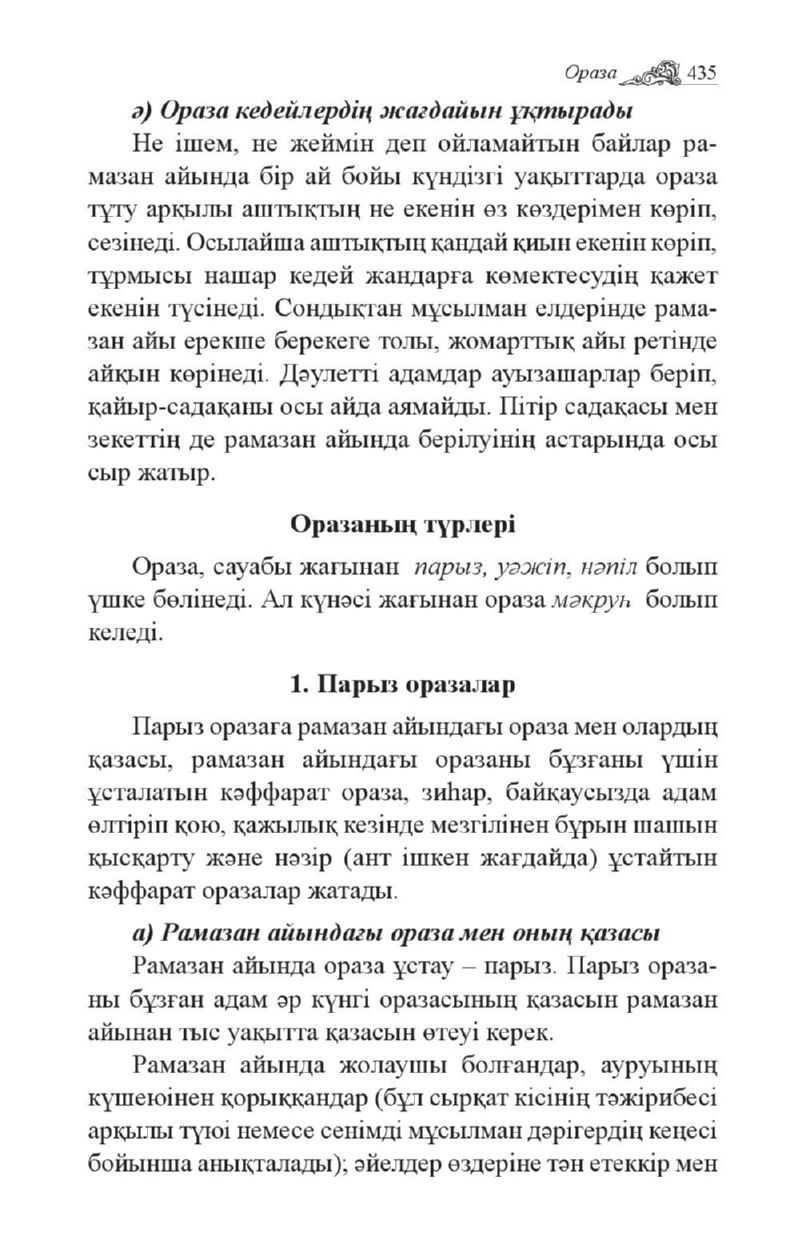 Ораза 435
ә) Ораза кедейлердің жағдайын ұқтырады
Не ішем, не жеймін деп ойламайтын байлар ра-
мазан айында бір ай бойы күндізгі уақыттарда ораза
тұту арқылы аштықтың не екенін өз көздерімен көріп,
сезінеді. Осылайша аштықтың қандай қиын екенін көріп,
тұрмысы нашар кедей жандарға көмектесудің қажет
екенін түсінеді. Сондықтан мұсылман елдерінде рама-
зан айы ерекше берекеге толы, жомарттық айы ретінде
айқын көрінеді. Дәулетті адамдар ауызашарлар беріп,
қайыр-садақаны осы айда аямайды. Пітір садақасы мен
зекеттің де рамазан айында берілуінің астарында осы
сыр жатыр.
Оразаның түрлері
Ораза, сауабы жағынан парыз, уәжіп, нәпіл болып
үшке бөлінеді. Ал күнәсі жағынан ораза мәкруһ болып
келеді.
1. Парыз оразалар
Парыз оразаға рамазан айындағы ораза мен олардың
қазасы, рамазан айындағы оразаны бұзғаны үшін
ұсталатын кәффарат ораза, зиһар, байқаусызда адам
өлтіріп қою, қажылық кезінде мезгілінен бұрын шашын
қысқарту және нәзір (ант ішкен жағдайда) ұстайтын
кәффарат оразалар жатады.
а) Рамазан айындағы ораза мен оның қазасы
Рамазан айында ораза ұстау – парыз. Парыз ораза-
ны бұзған адам әр күнгі оразасының қазасын рамазан
айынан тыс уақытта қазасын өтеуі керек.
Рамазан айында жолаушы болғандар, ауруының
күшеюінен қорыққандар (бұл сырқат кісінің тәжірибесі
арқылы түюі немесе сенімді мұсылман дәрігердің кеңесі
бойынша анықталады); әйелдер өздеріне тән етеккір мен